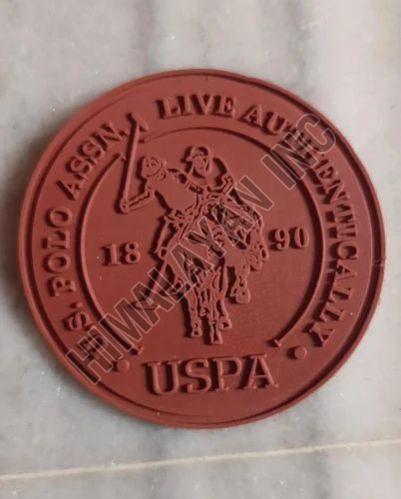 U.S. POLO ASSN. LIVE AUTHENTICALLY
18 90
USPA
HIMALAYAN INC